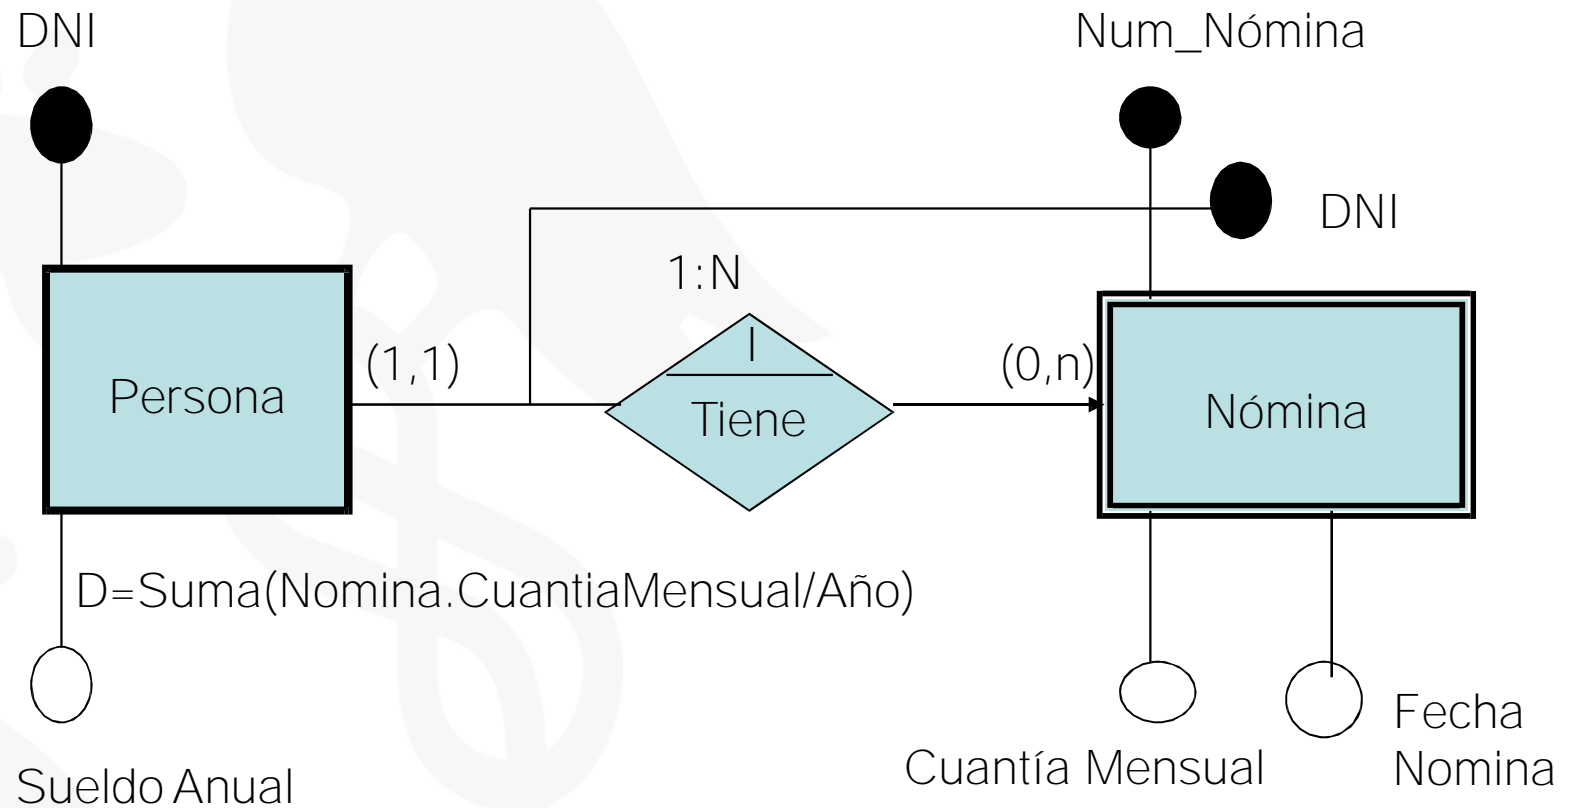 DNI
Num_Nómina
DNI
1:N
(1,1)
I
(0,n)
Persona
Tiene
Nómina
D=Suma(Nomina.CuantiaMensual/Año)
Sueldo Anual
Cuantía Mensual
Fecha
Nomina